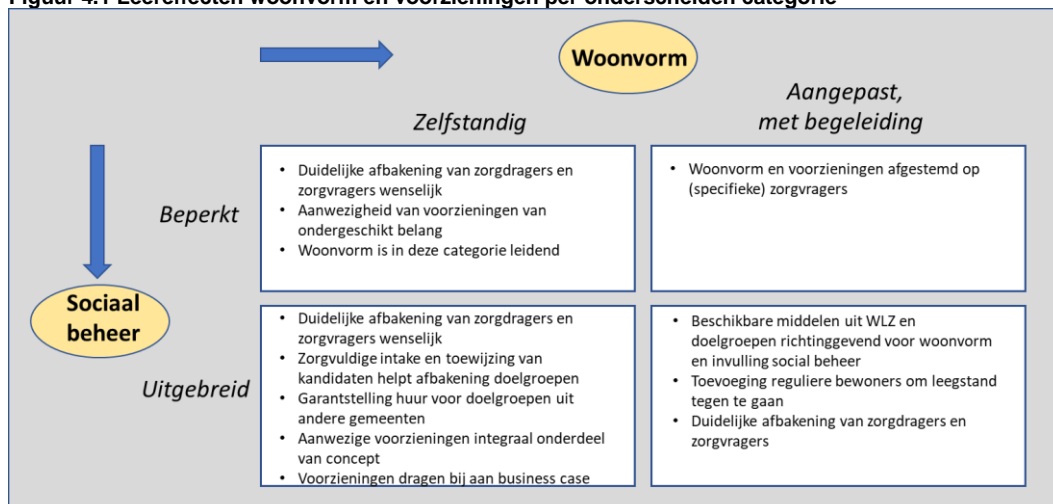 Figuur 4.1 Leereffecten woonvorm en voorzieningen per onderscheiden categorie
Woonvorm
Zelfstandig
Aangepast,
met begeleiding
Beperkt
• Duidelijke afbakening van zorgdragers en
zorgvragers wenselijk
• Aanwezigheid van voorzieningen van
ondergeschikt belang
• Woonvorm is in deze categorie leidend
• Woonvorm en voorzieningen afgestemd op
(specifieke) zorgvragers
Sociaal
beheer
Uitgebreid
• Duidelijke afbakening van zorgdragers en
zorgvragers wenselijk
• Zorgvuldige intake en toewijzing van
kandidaten helpt afbakening doelgroepen
• Garantstelling huur voor doelgroepen uit
andere gemeenten
• Aanwezige voorzieningen integraal onderdeel
van concept
• Voorzieningen dragen bij aan business case
• Beschikbare middelen uit WLZ en
doelgroepen richtinggevend voor woonvorm
en invulling social beheer
• Toevoeging reguliere bewoners om leegstand
tegen te gaan
• Duidelijke afbakening van zorgdragers en
zorgvragers